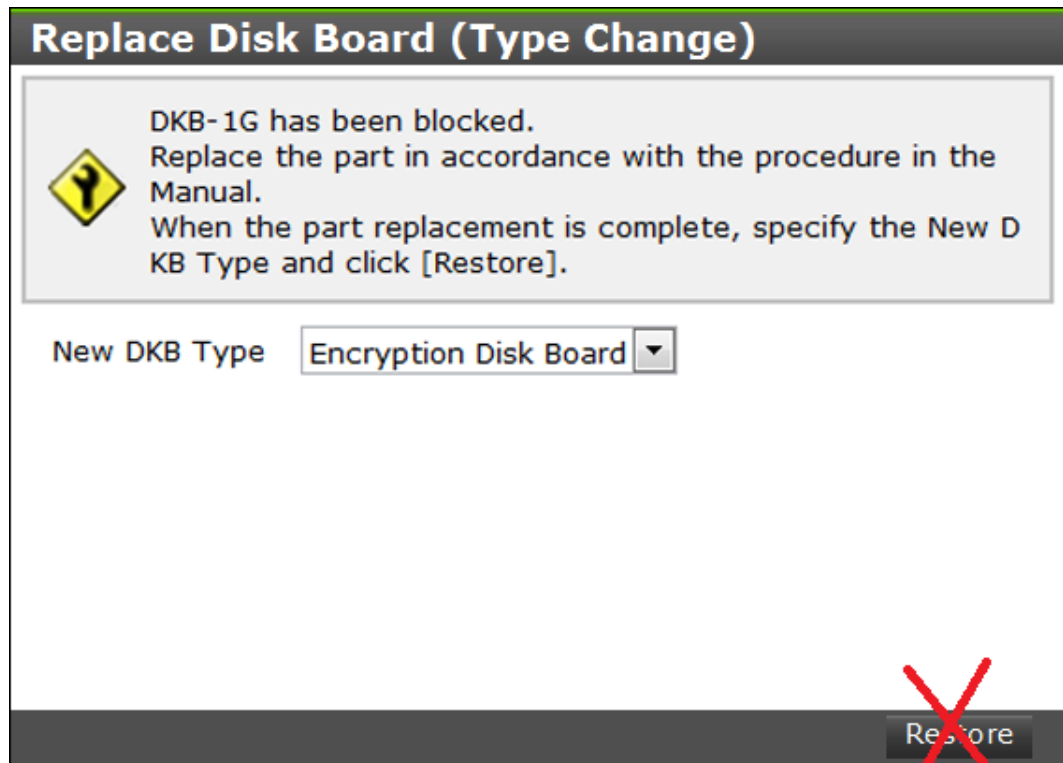 Replace Disk Board (Type Change)
DKB-1G has been blocked.
Replace the part in accordance with the procedure in the
Manual.
When the part replacement is complete, specify the New D
KB Type and click [Restore].
New DKB Type Encryption Disk Board
Restore